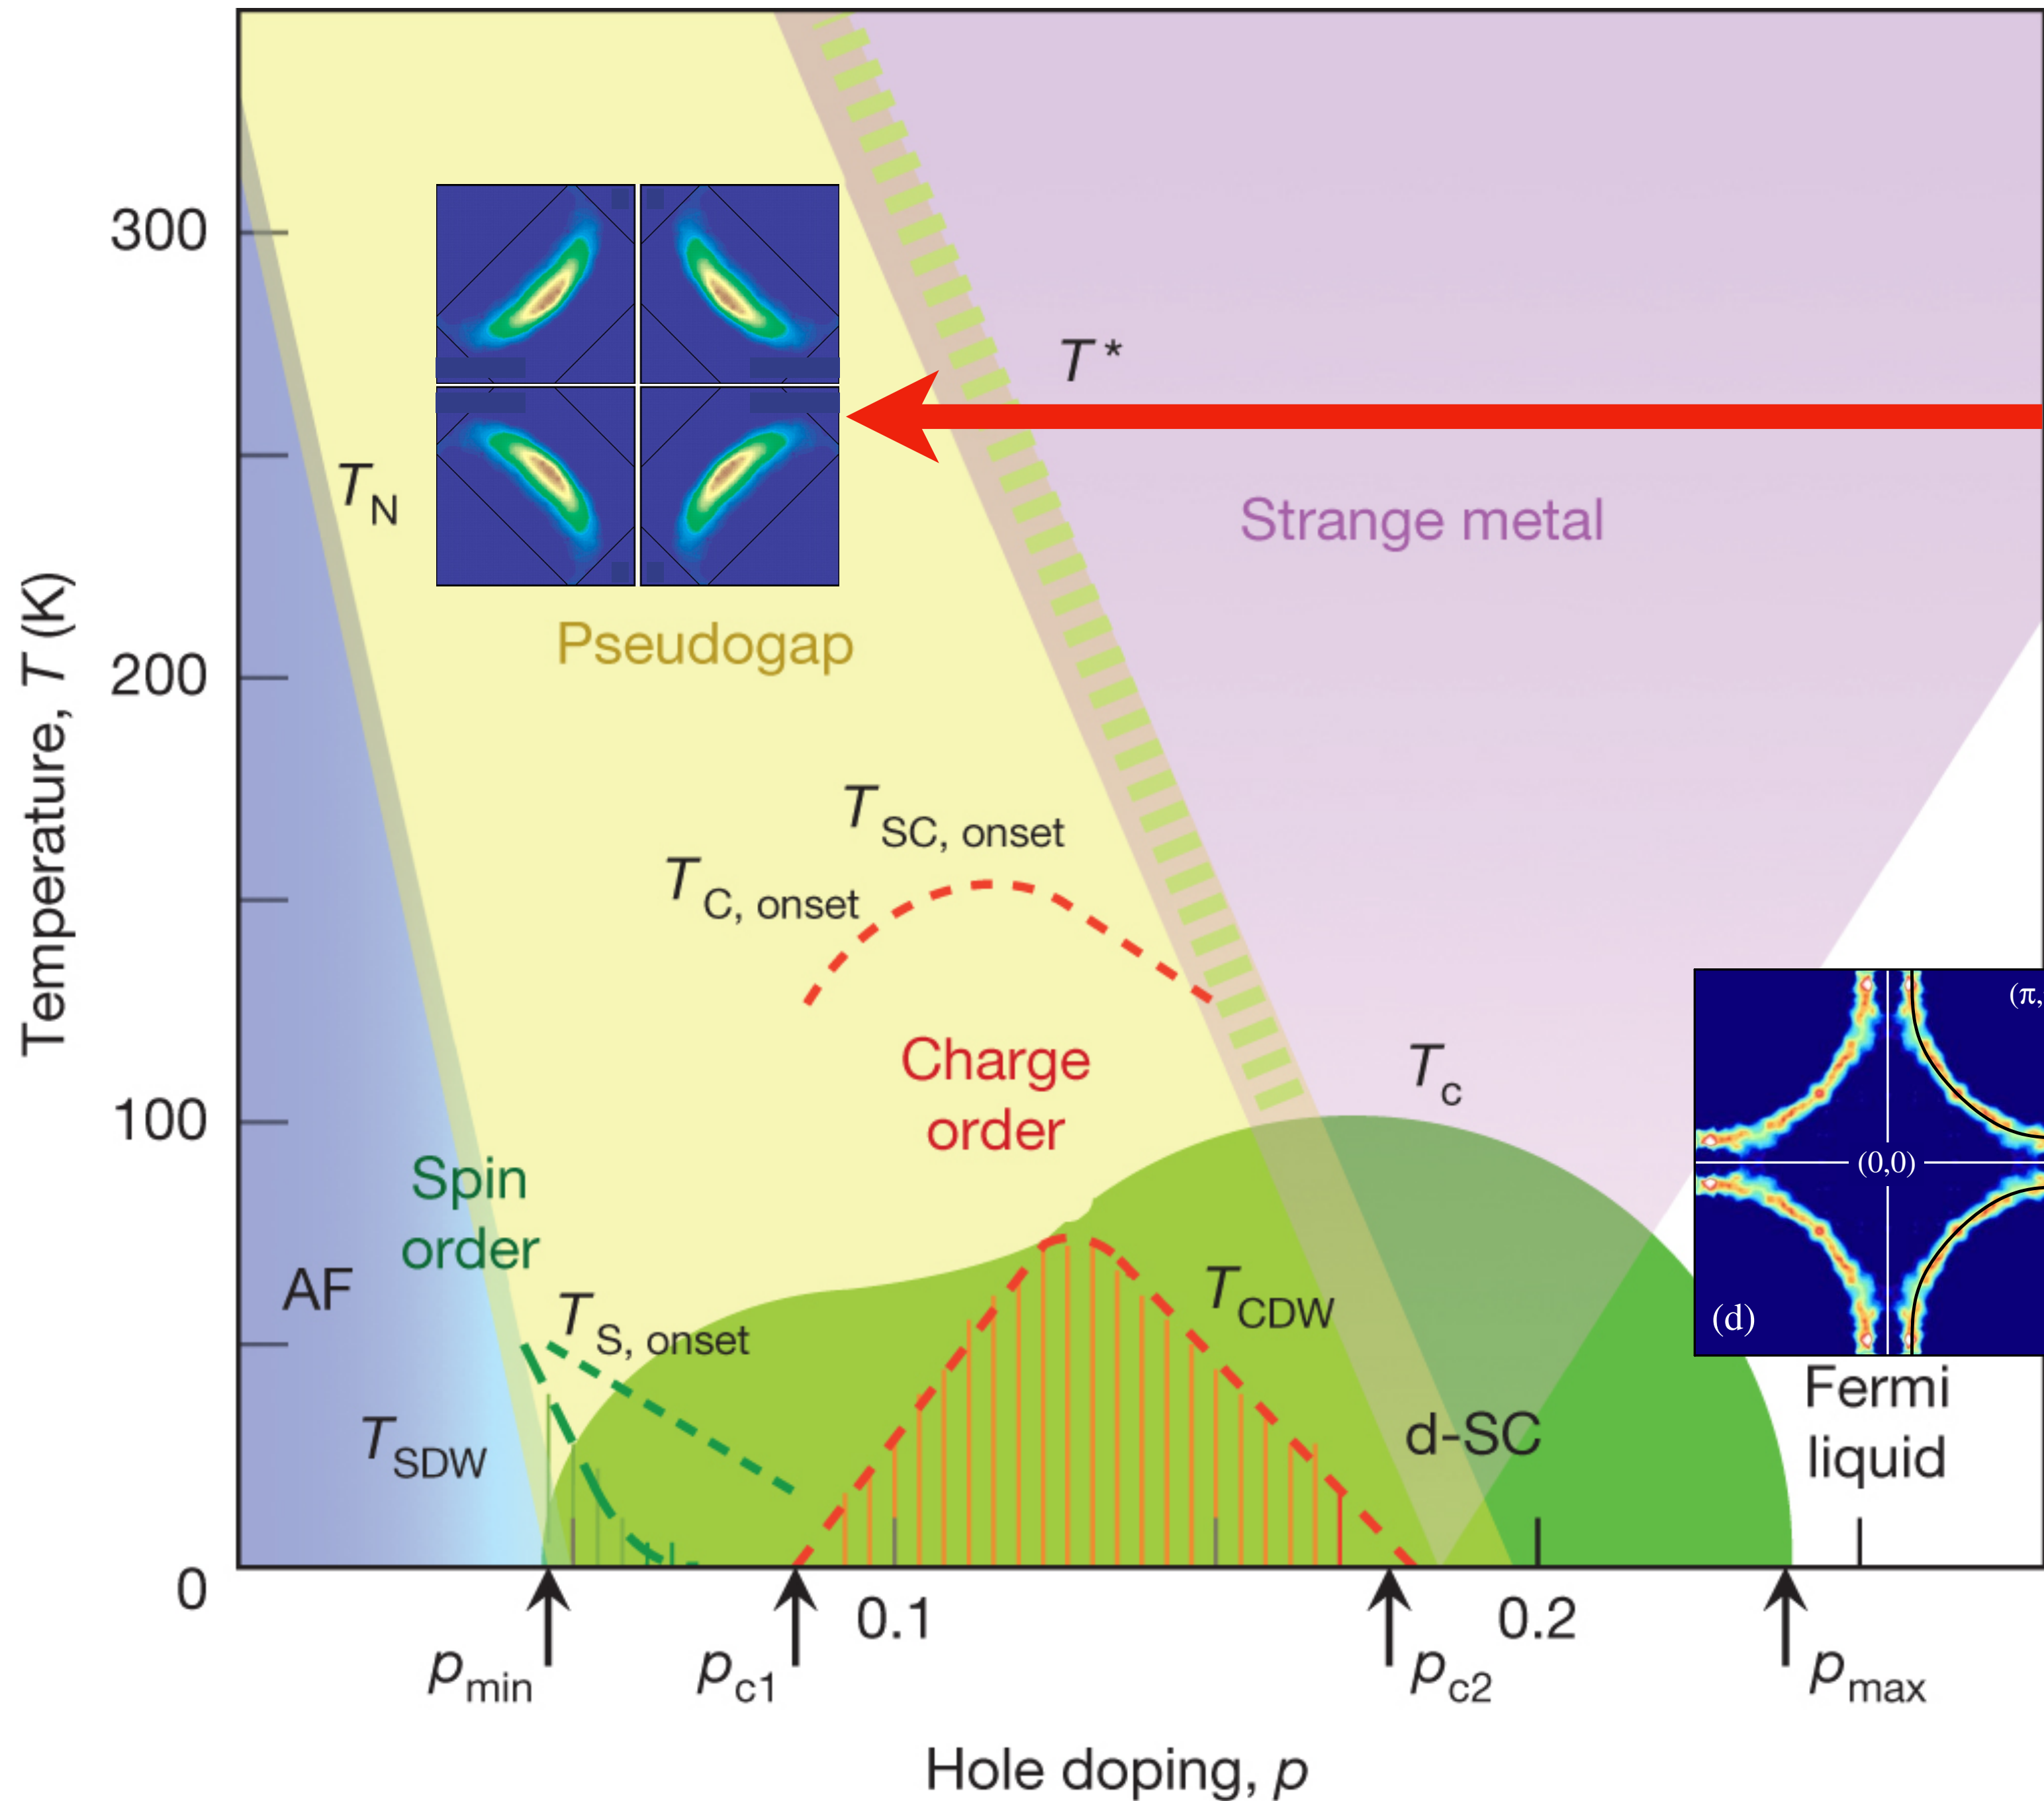 300
T*
T_N
Strange metal
Pseudogap
Temperature, T (K)
200
T_SC, onset
T_C, onset
(π,
Charge
order
T_c
100
Spin
order
(0,0)
AF
T_S, onset
T_CDW
(d)
Fermi
liquid
T_SDW
d-SC
0
0.1
0.2
p_min
p_c1
p_c2
p_max
Hole doping, p